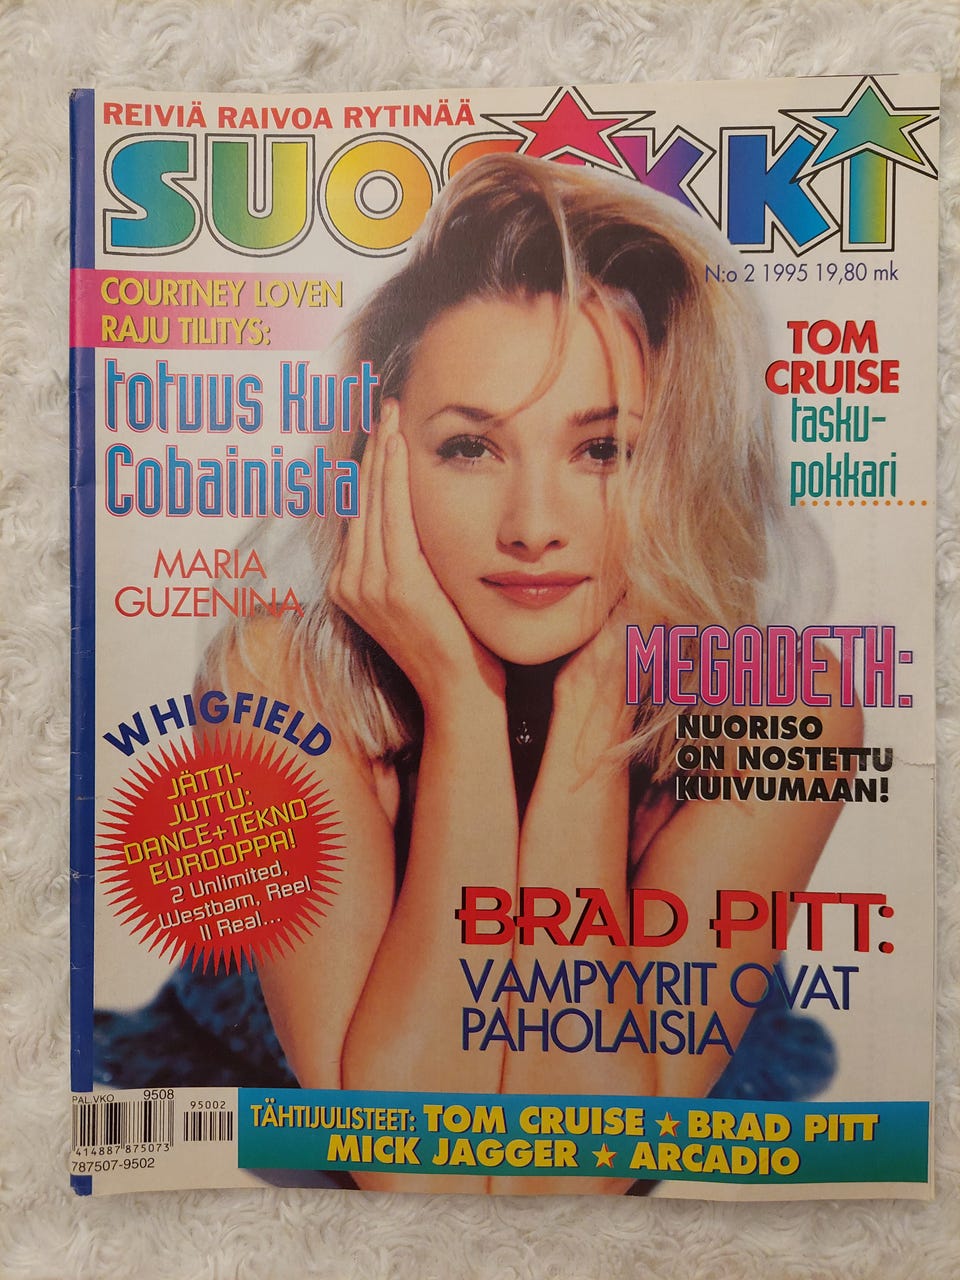 REIVIÄ RAIVOA RYTINÄÄ
SUOSIKKI
N:o 2 1995 19,80 mk
COURTNEY LOVEN
RAJU TILITYS:
totuus Kurt
Cobainista
MARIA
GUZENINA
TOM
CRUISE
tasku-
pokkari
MEGADETH:
NUORISO
ON NOSTETTU
KUIVUMAAN!
WHIGFIELD
JÄTTI-
JUTTU:
DANCE+TEKNO
EUROOPPA!
2 Unlimited,
Westbam, Reel
II Real...
BRAD PITT:
VAMPYYRIT OVAT
PAHOLAISIA
PAL.VKO 9508
95002
414887875073
787507-9502
TÄHTIJULISTEET: TOM CRUISE ★ BRAD PITT
MICK JAGGER ★ ARCADIO